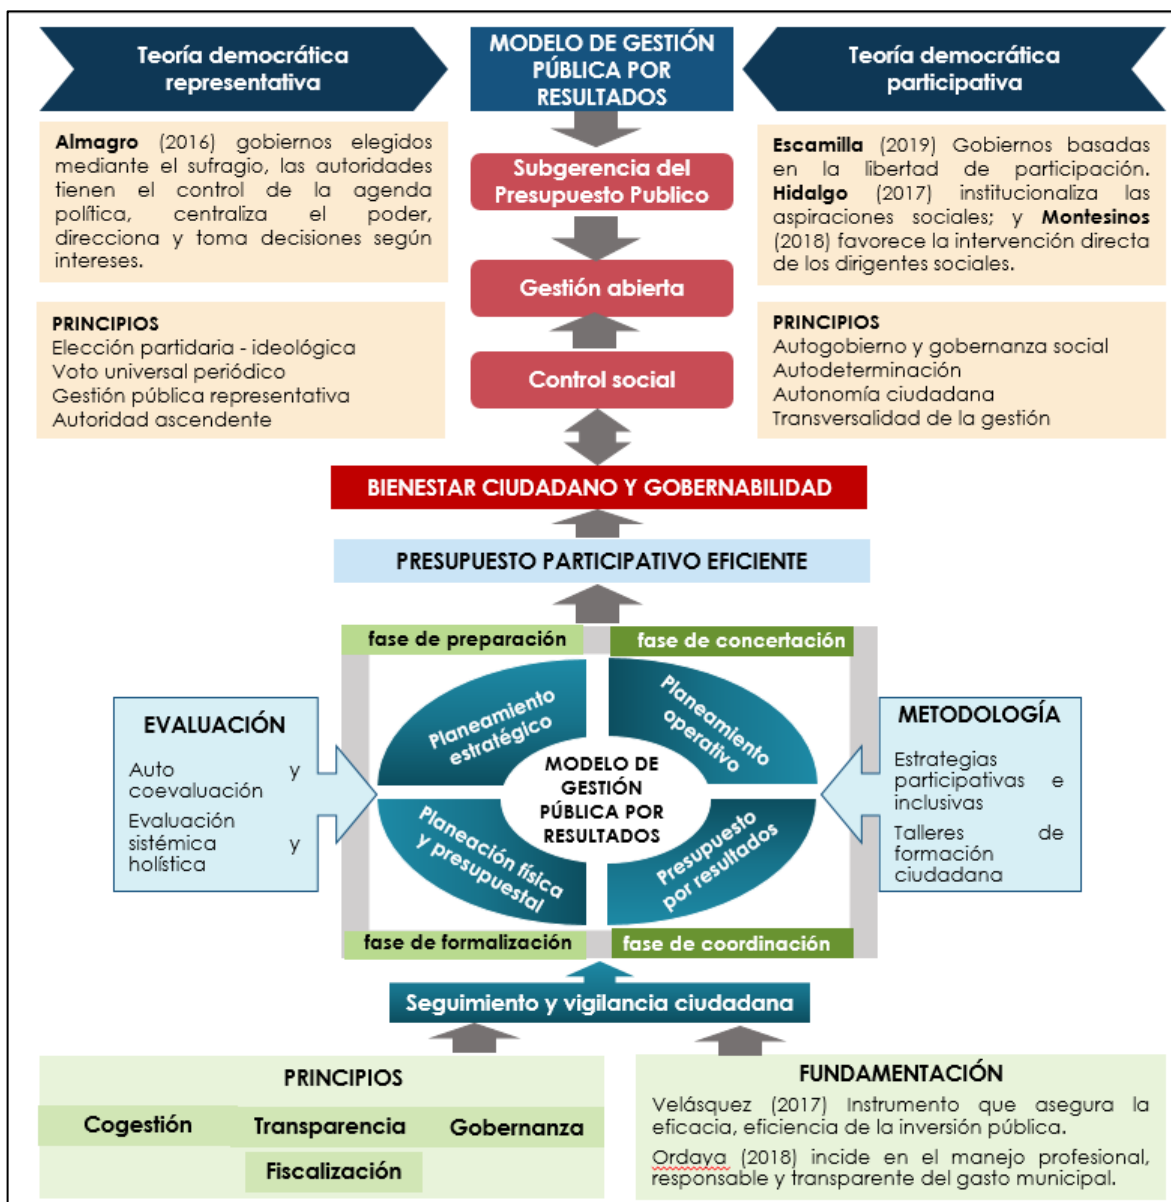 Teoría democrática
representativa
MODELO DE GESTIÓN
PÚBLICA POR
RESULTADOS
Teoría democrática
participativa
Almagro (2016) gobiernos elegidos
mediante el sufragio, las autoridades
tienen el control de la agenda
política, centraliza el poder,
direcciona y toma decisiones según
intereses.
Subgerencia del
Presupuesto Publico
Escamilla (2019) Gobiernos basadas
en la libertad de participación.
Hidalgo (2017) institucionaliza las
aspiraciones sociales; y Montesinos
(2018) favorece la intervención directa
de los dirigentes sociales.
Gestión abierta
PRINCIPIOS
Elección partidaria - ideológica
Voto universal periódico
Gestión pública representativa
Autoridad ascendente
Control social
PRINCIPIOS
Autogobierno y gobernanza social
Autodeterminación
Autonomía ciudadana
Transversalidad de la gestión
BIENESTAR CIUDADANO Y GOBERNABILIDAD
PRESUPUESTO PARTICIPATIVO EFICIENTE
fase de preparación
fase de concertación
Planeamiento
estratégico
Planeamiento
operativo
EVALUACIÓN
Auto y
coevaluación
Evaluación
sistémica y
holística
MODELO DE
GESTIÓN
PÚBLICA POR
RESULTADOS
METODOLOGÍA
Estrategias
participativas e
inclusivas
Talleres de
formación
ciudadana
Planeación física
y presupuestal
Presupuesto
por resultados
fase de formalización
fase de coordinación
Seguimiento y vigilancia ciudadana
PRINCIPIOS
Cogestión
Transparencia
Gobernanza
Fiscalización
FUNDAMENTACIÓN
Velásquez (2017) Instrumento que asegura la
eficacia, eficiencia de la inversión pública.
Ordaya (2018) incide en el manejo profesional,
responsable y transparente del gasto municipal.